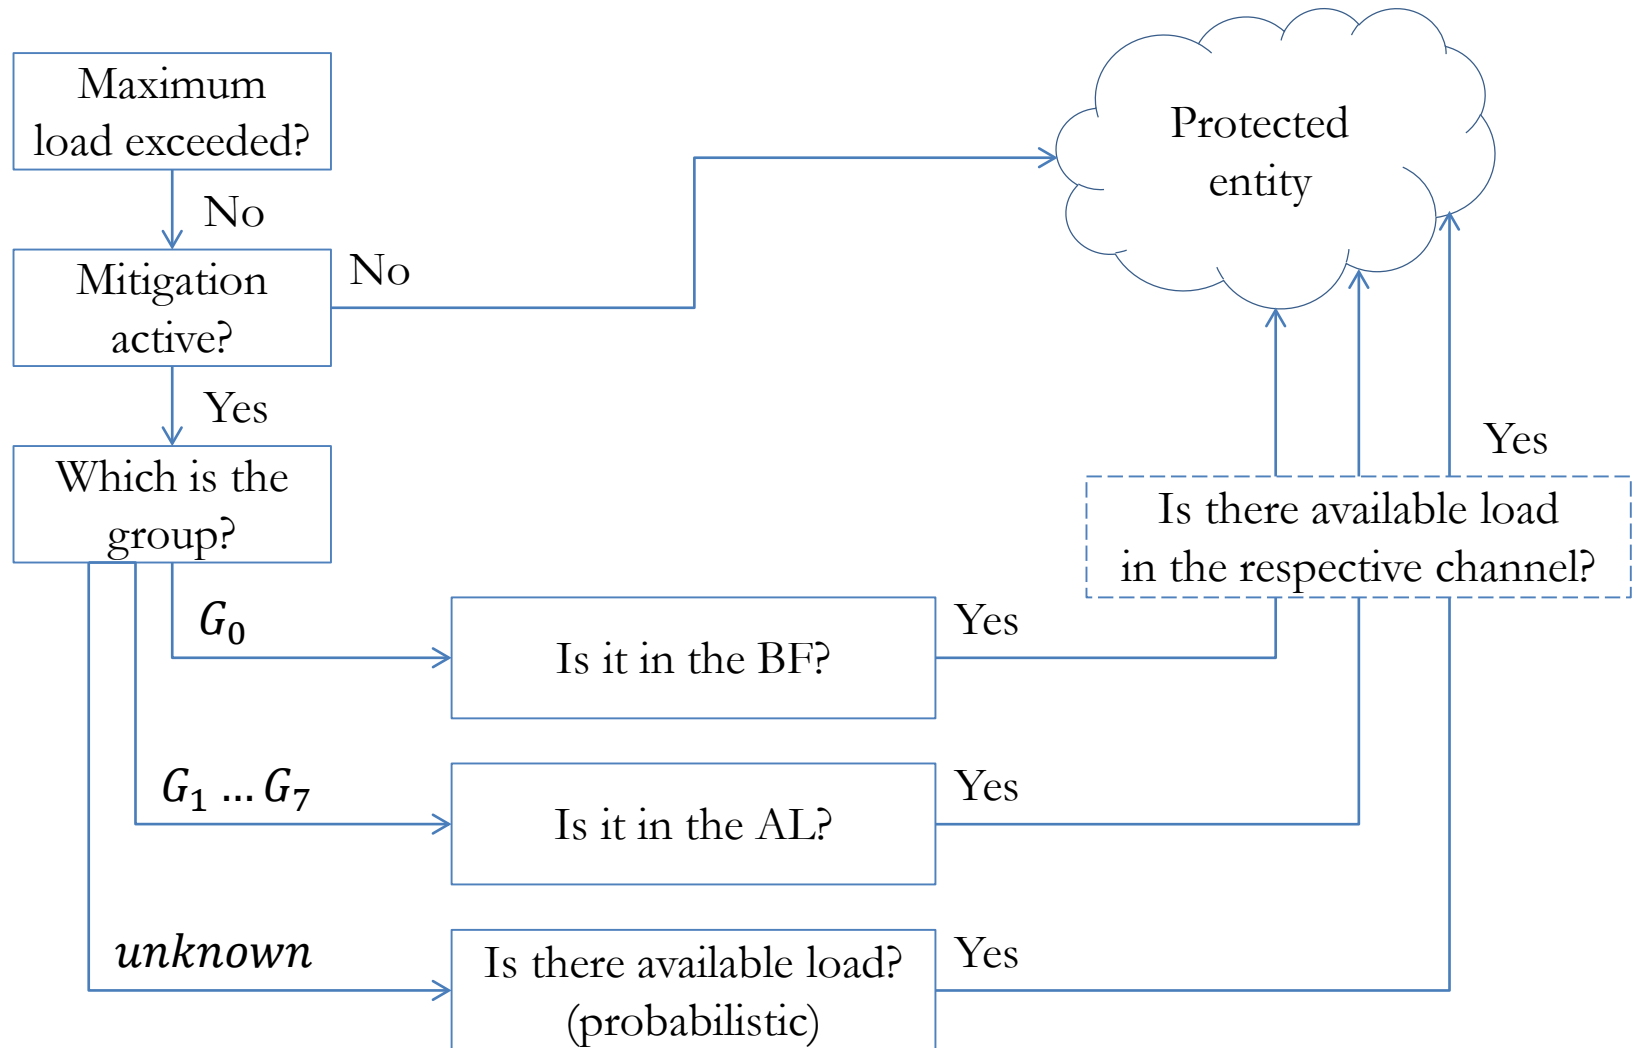 Maximum
load exceeded?
No
Mitigation
active?
No
Yes
Which is the
group?
Protected
entity
Yes
Is there available load
in the respective channel?
G₀
Is it in the BF?
Yes
G₁ … G₇
Is it in the AL?
Yes
unknown
Is there available load?
(probabilistic)
Yes